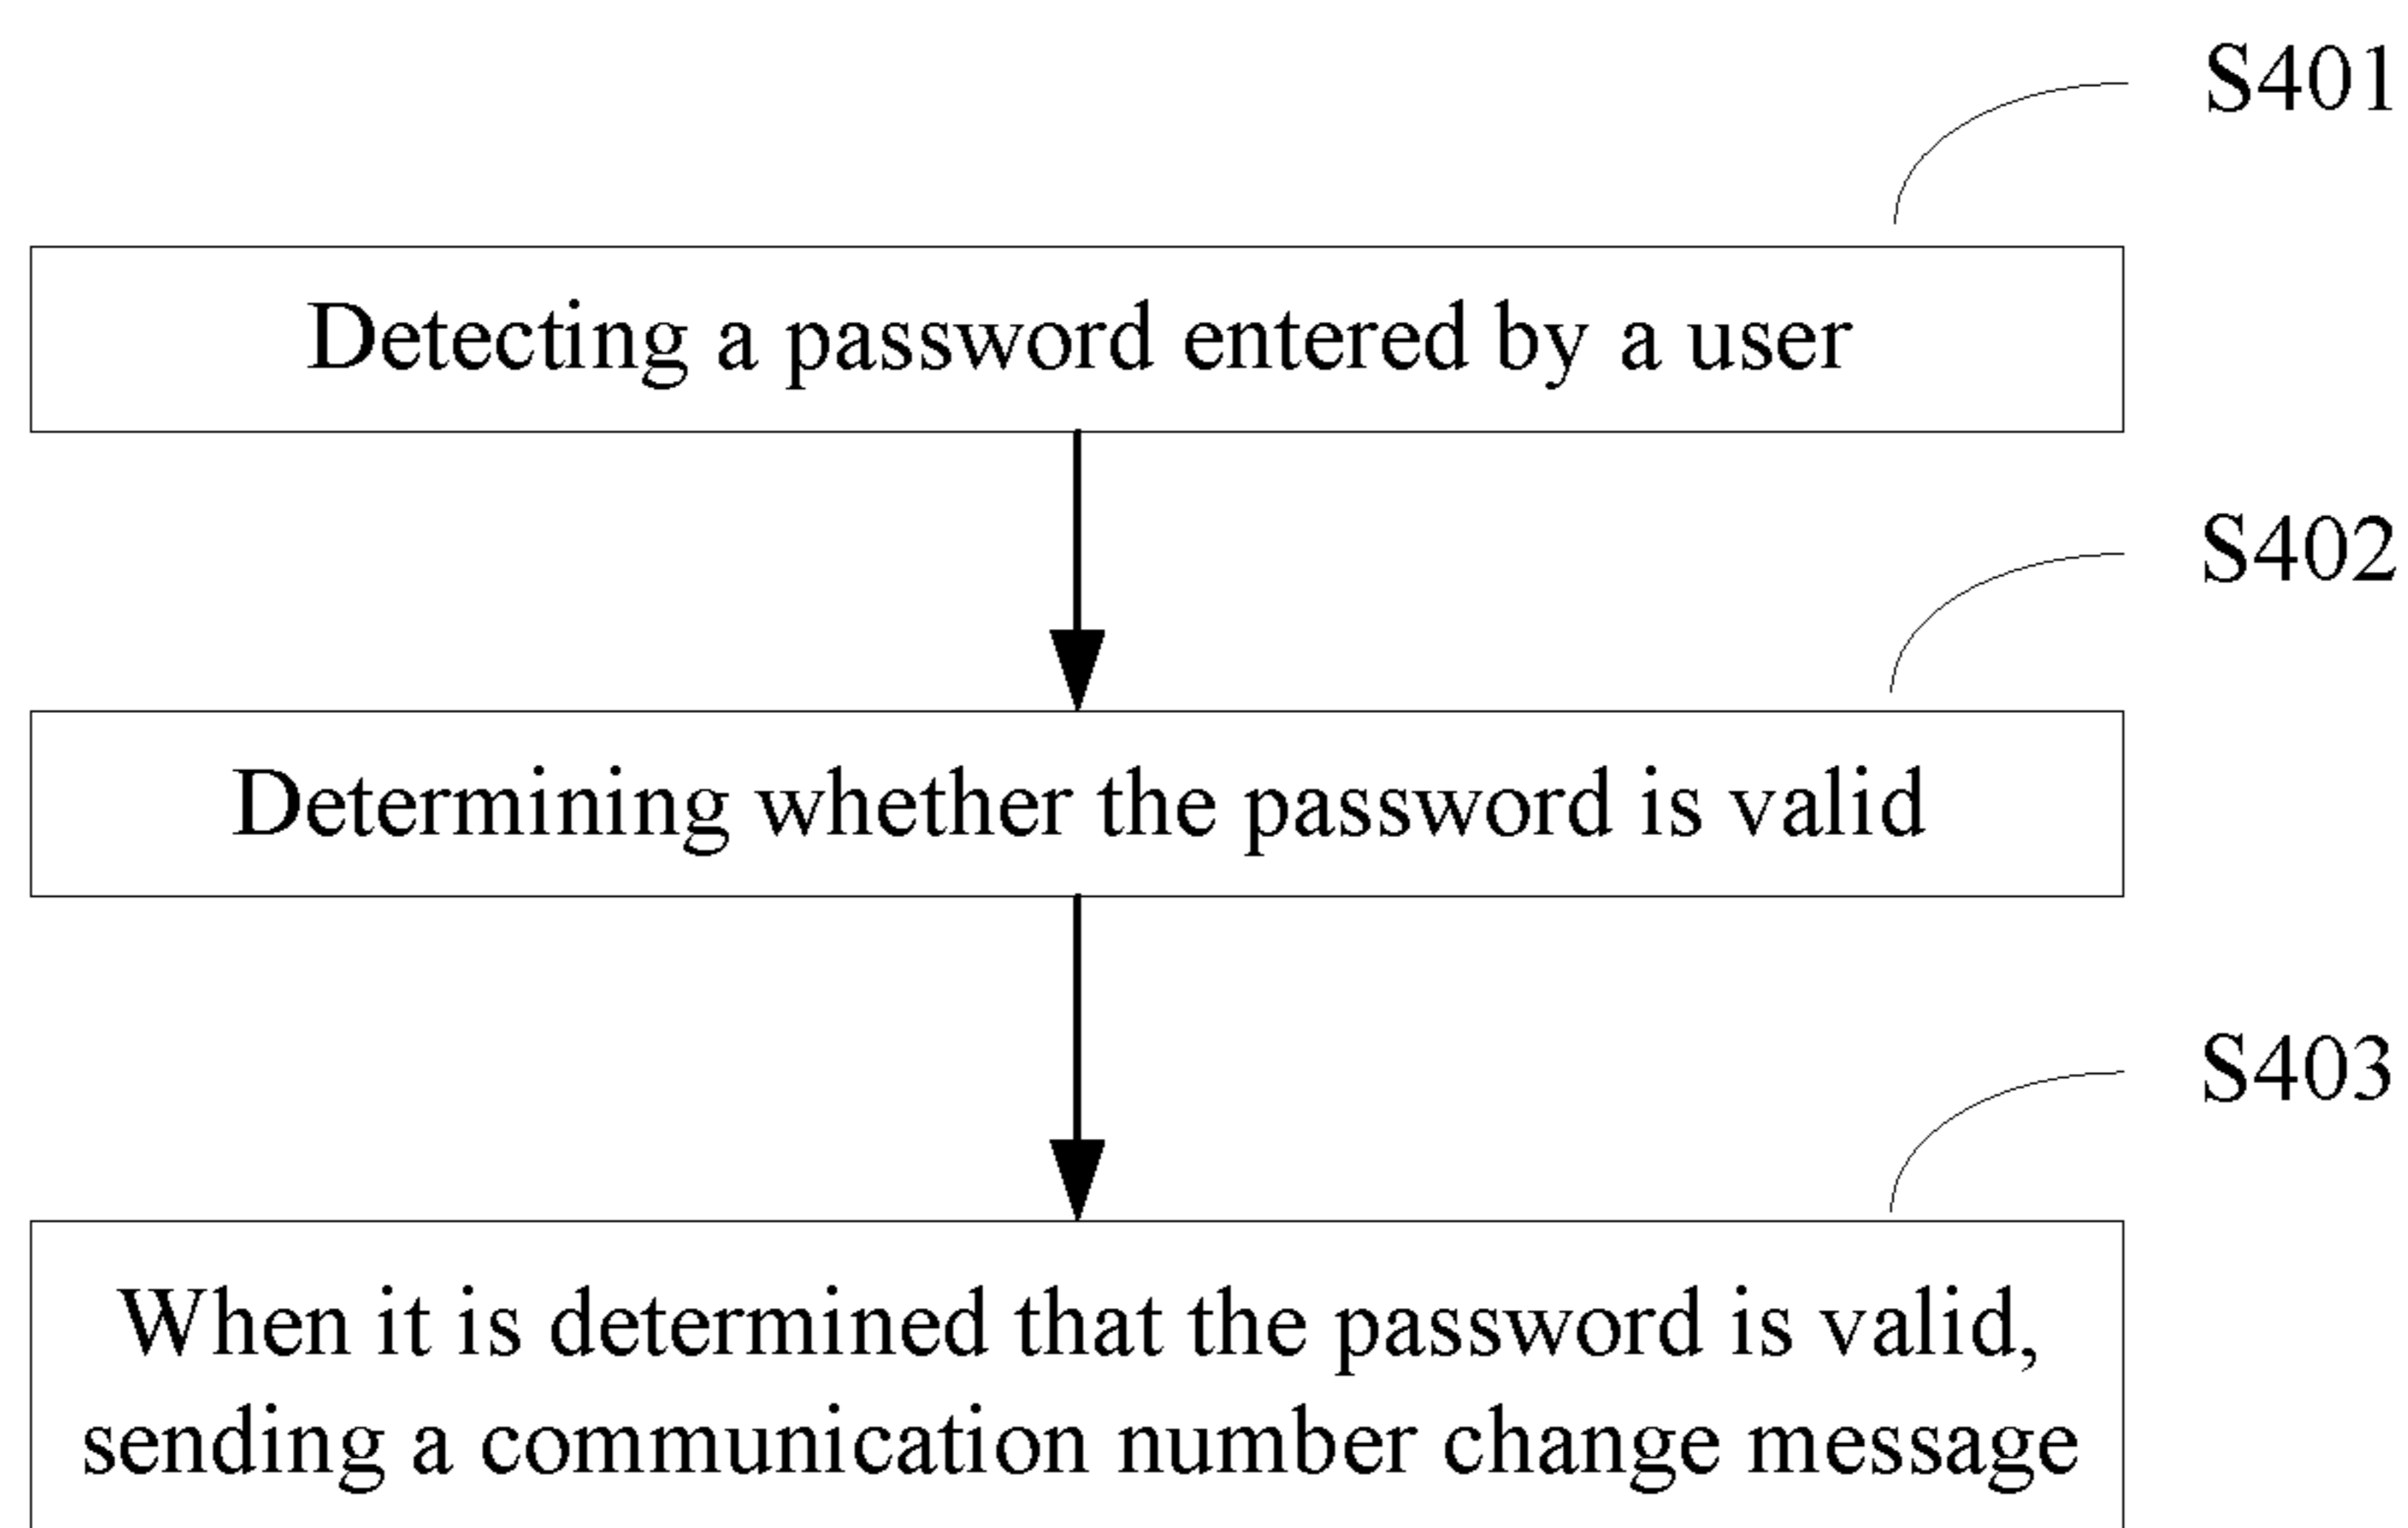 S401
Detecting a password entered by a user
S402
Determining whether the password is valid
S403
When it is determined that the password is valid,
sending a communication number change message